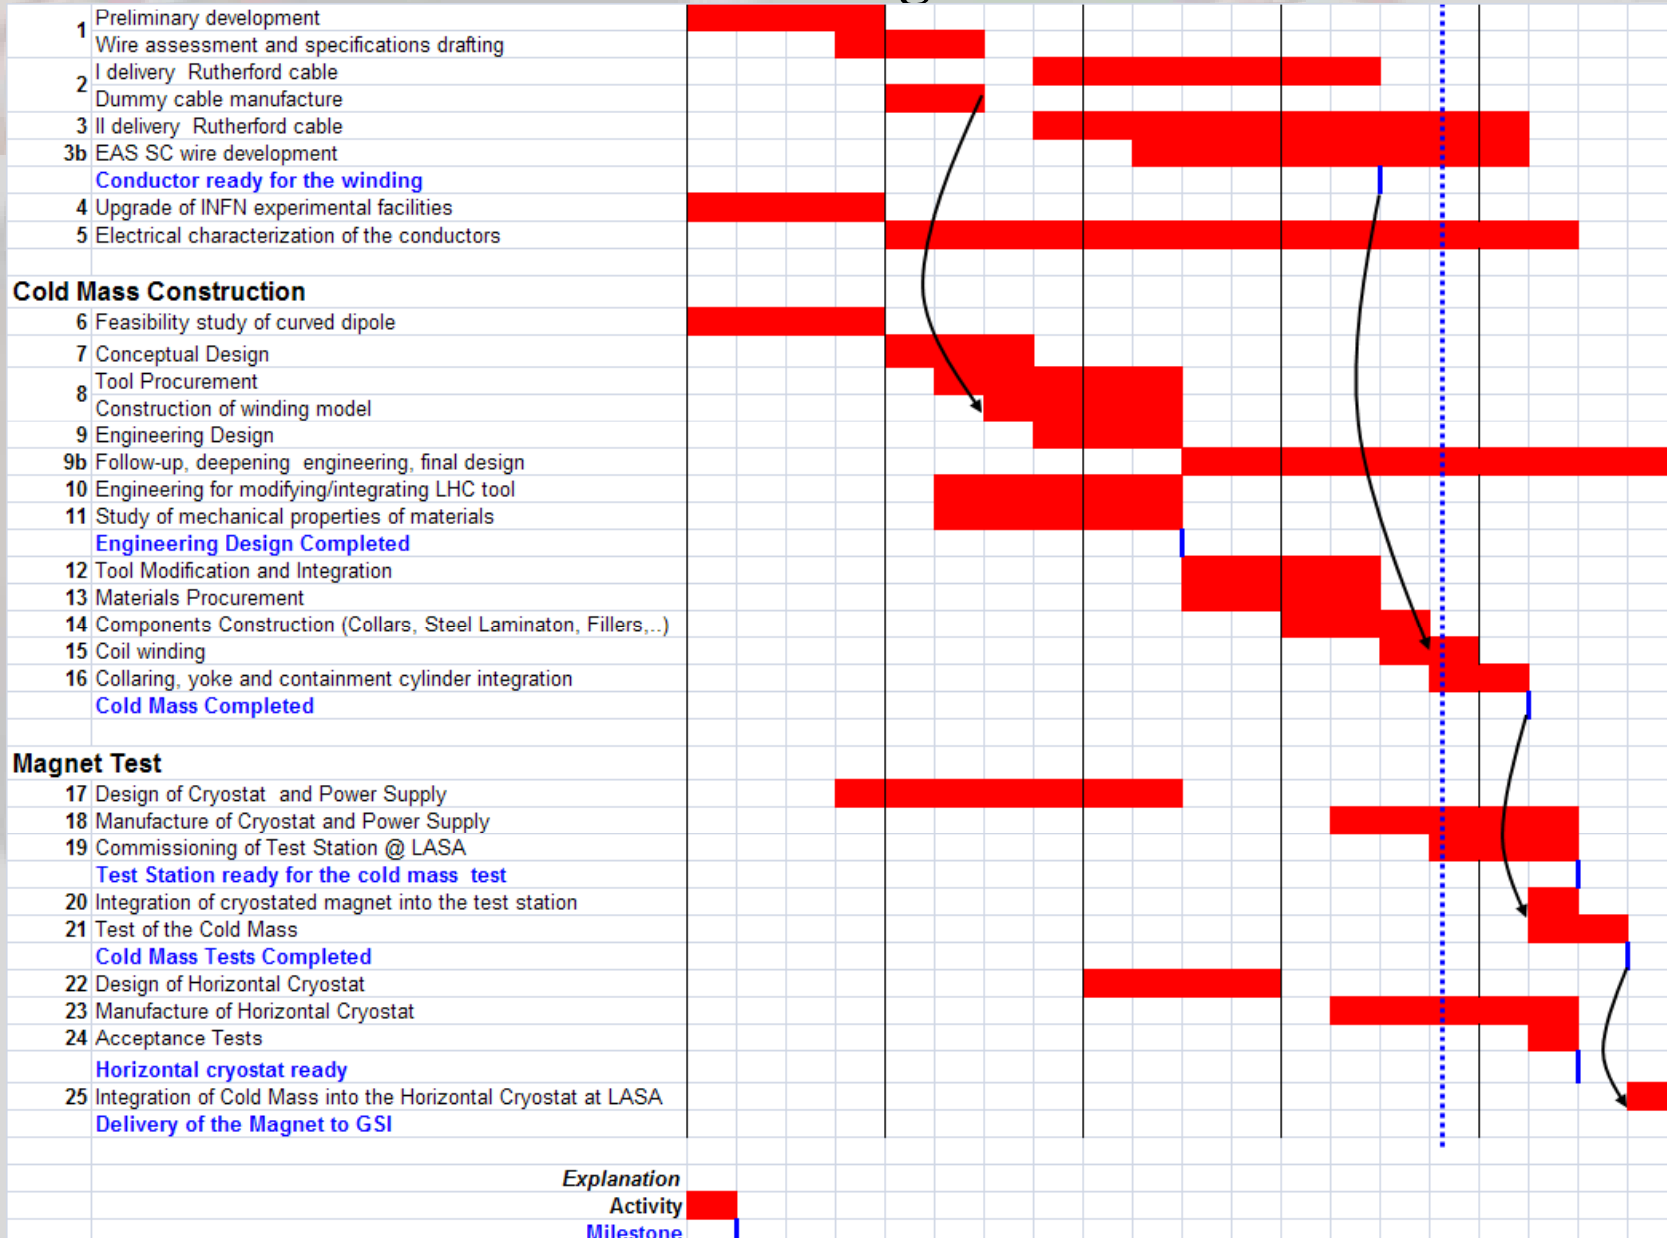 1 Preliminary development
Wire assessment and specifications drafting
2 I delivery Rutherford cable
Dummy cable manufacture
3 II delivery Rutherford cable
3b EAS SC wire development
Conductor ready for the winding
4 Upgrade of INFN experimental facilities
5 Electrical characterization of the conductors
Cold Mass Construction
6 Feasibility study of curved dipole
7 Conceptual Design
8 Tool Procurement
Construction of winding model
9 Engineering Design
9b Follow-up, deepening engineering, final design
10 Engineering for modifying/integrating LHC tool
11 Study of mechanical properties of materials
Engineering Design Completed
12 Tool Modification and Integration
13 Materials Procurement
14 Components Construction (Collars, Steel Laminaton, Fillers,..)
15 Coil winding
16 Collaring, yoke and containment cylinder integration
Cold Mass Completed
Magnet Test
17 Design of Cryostat and Power Supply
18 Manufacture of Cryostat and Power Supply
19 Commissioning of Test Station @ LASA
Test Station ready for the cold mass test
20 Integration of cryostated magnet into the test station
21 Test of the Cold Mass
Cold Mass Tests Completed
22 Design of Horizontal Cryostat
23 Manufacture of Horizontal Cryostat
24 Acceptance Tests
Horizontal cryostat ready
25 Integration of Cold Mass into the Horizontal Cryostat at LASA
Delivery of the Magnet to GSI
Explanation
Activity
Milestone